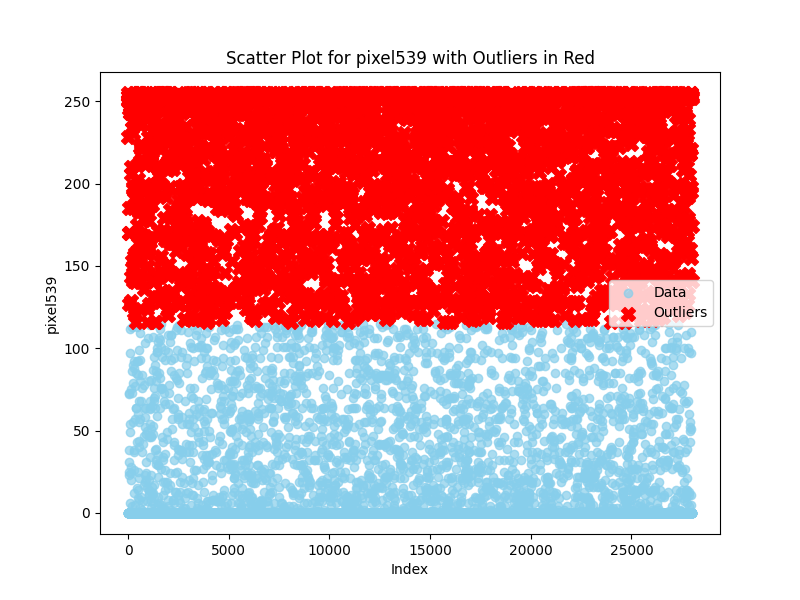 Scatter Plot for pixel539 with Outliers in Red
pixel539
250
200
150
100
50
0
Data
Outliers
0 5000 10000 15000 20000 25000
Index